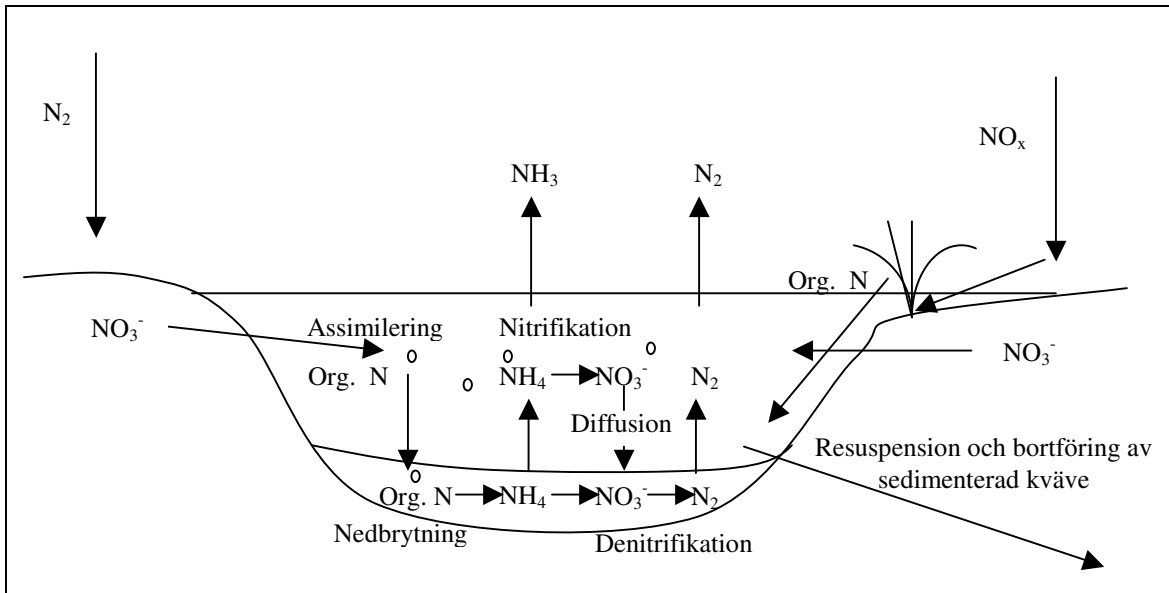 N₂
NOₓ
NH₃ N₂
Org. N
NO₃⁻ Assimilering Nitrifikation NO₃⁻
Org. N NH₄ NO₃⁻ N₂
Diffusion
Resuspension och bortföring av
sedimenterad kväve
Org. N NH₄ NO₃⁻ N₂
Nedbrytning Denitrifikation